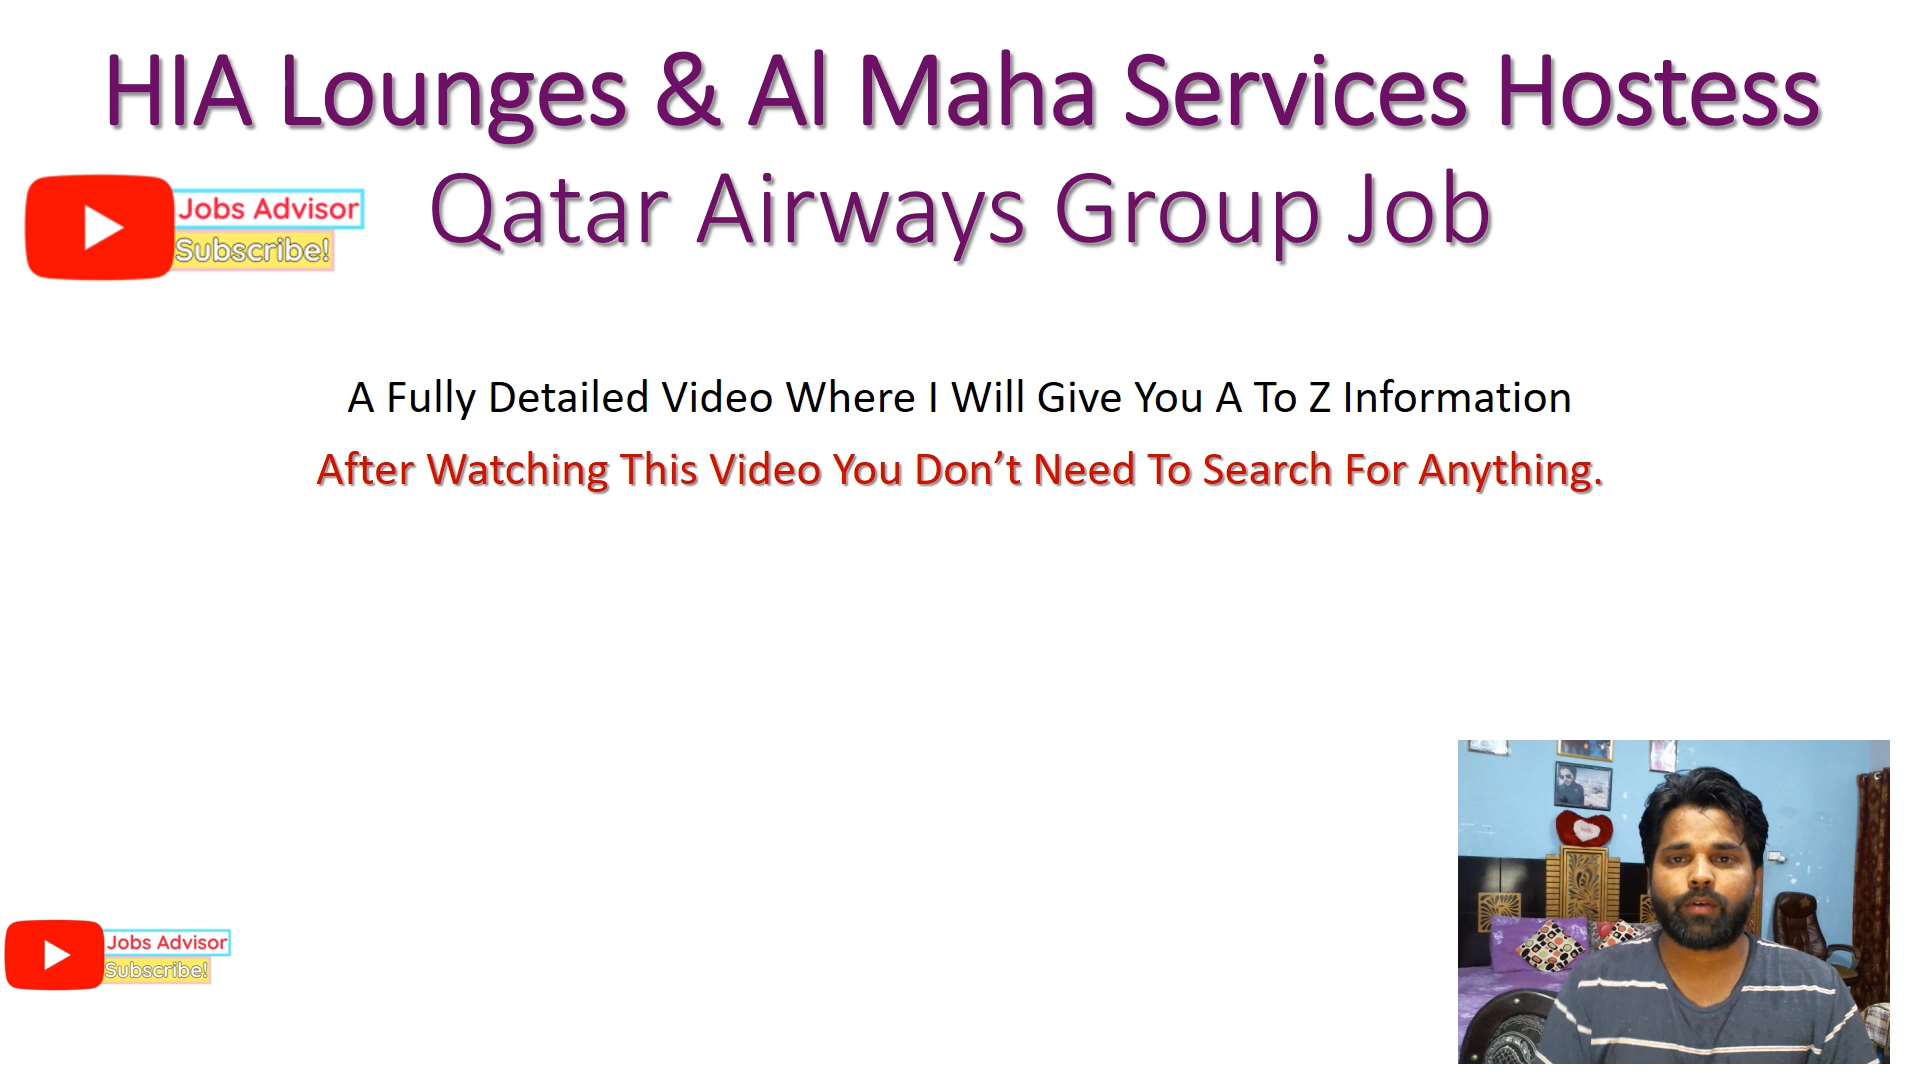 HIA Lounges & Al Maha Services Hostess
Qatar Airways Group Job
Jobs Advisor
Subscribe!
A Fully Detailed Video Where I Will Give You A To Z Information
After Watching This Video You Don’t Need To Search For Anything.
Jobs Advisor
Subscribe!